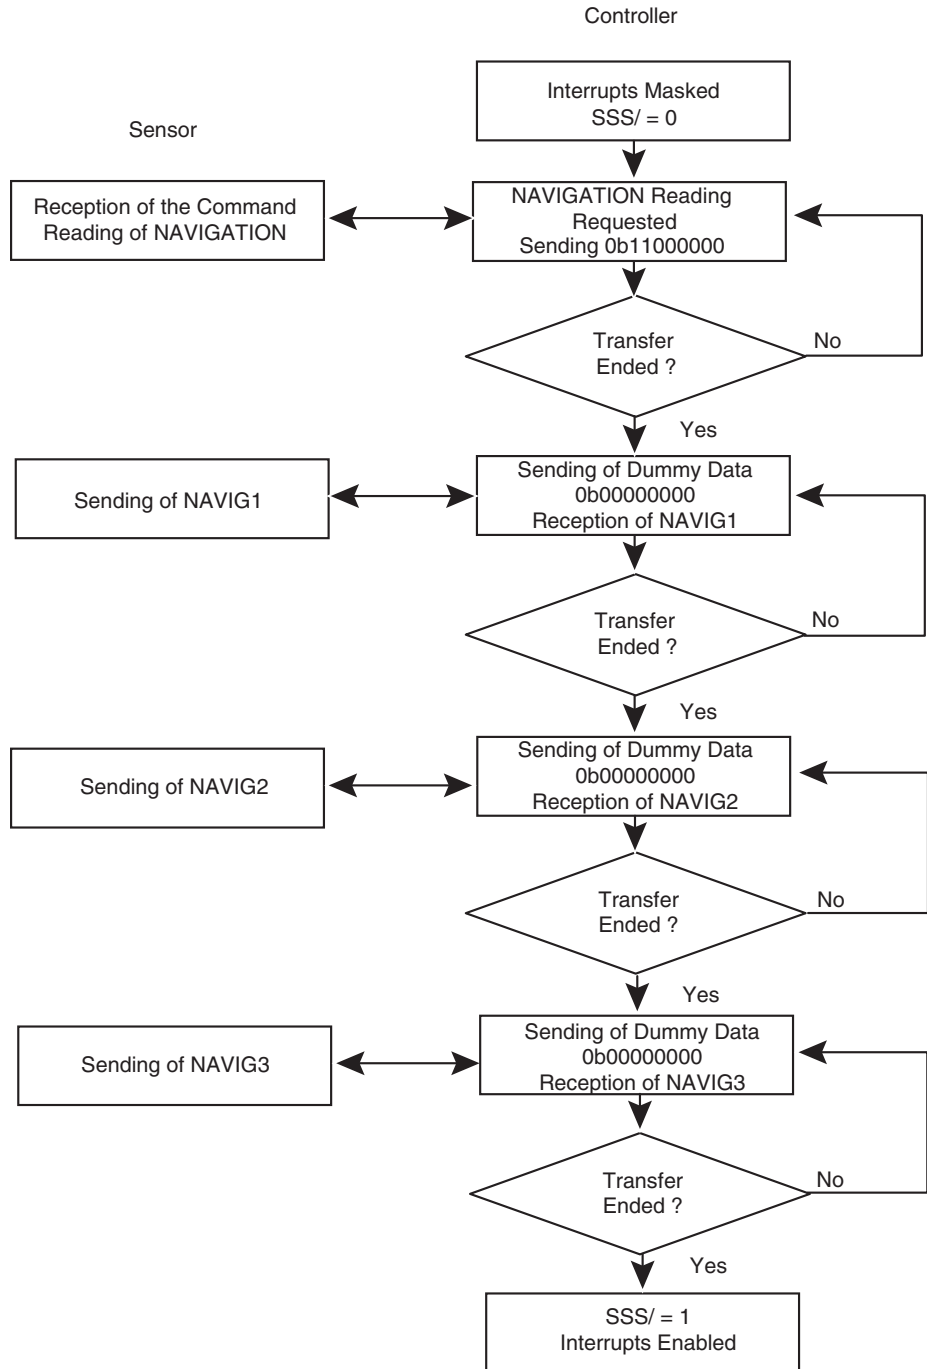 Controller
Interrupts Masked
SSS/ = 0
Sensor
Reception of the Command
Reading of NAVIGATION
NAVIGATION Reading
Requested
Sending 0b11000000
Transfer
Ended ?
No
Yes
Sending of NAVIG1
Sending of Dummy Data
0b00000000
Reception of NAVIG1
Transfer
Ended ?
No
Yes
Sending of NAVIG2
Sending of Dummy Data
0b00000000
Reception of NAVIG2
Transfer
Ended ?
No
Yes
Sending of NAVIG3
Sending of Dummy Data
0b00000000
Reception of NAVIG3
Transfer
Ended ?
No
Yes
SSS/ = 1
Interrupts Enabled